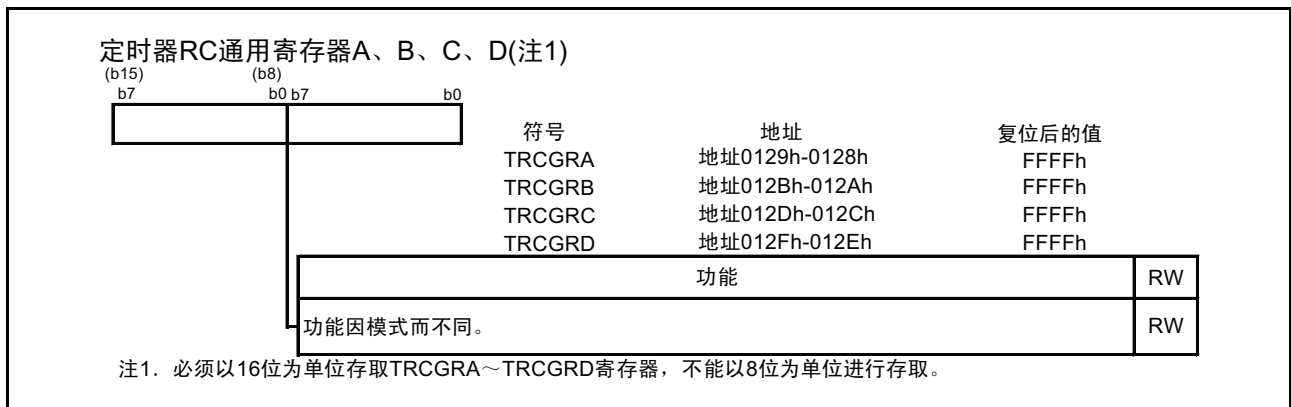 定时器RC通用寄存器A、B、C、D(注1)
(b15) (b8)
b7 b0 b7 b0
符号 地址 复位后的值
TRCGRA 地址0129h-0128h FFFFh
TRCGRB 地址012Bh-012Ah FFFFh
TRCGRC 地址012Dh-012Ch FFFFh
TRCGRD 地址012Fh-012Eh FFFFh
功能 RW
功能因模式而不同。 RW
注1. 必须以16位为单位存取TRCGRA～TRCGRD寄存器，不能以8位为单位进行存取。